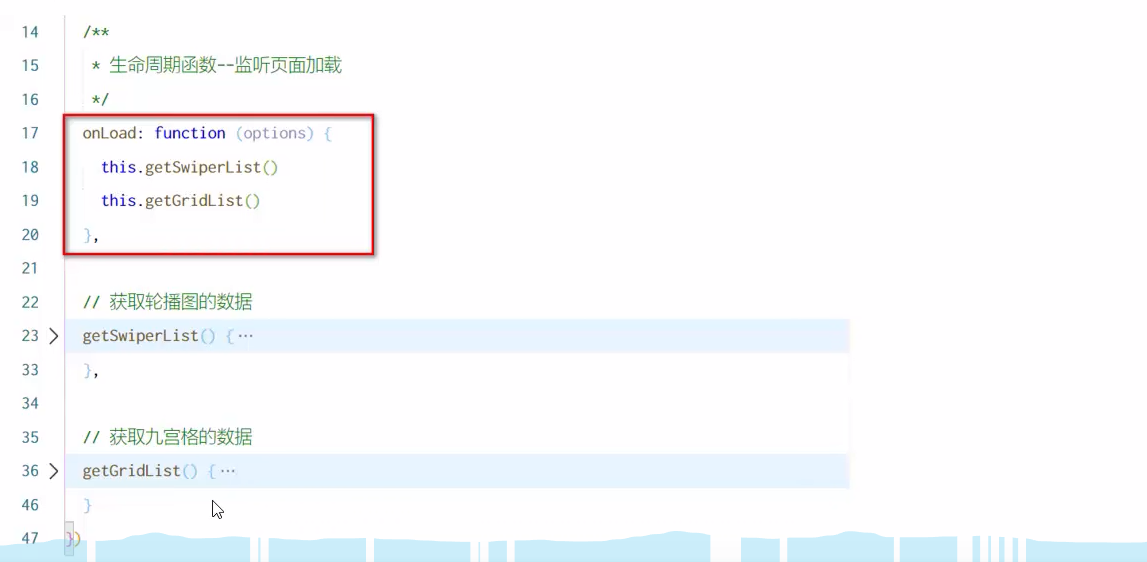 14 /**
15 * 生命周期函数--监听页面加载
16 */
17 onLoad: function (options) {
18 this.getSwiperList()
19 this.getGridList()
20 },
21
22 // 获取轮播图的数据
23 getSwiperList() { ···
33 },
34
35 // 获取九宫格的数据
36 getGridList() { ···
46 }
47 })